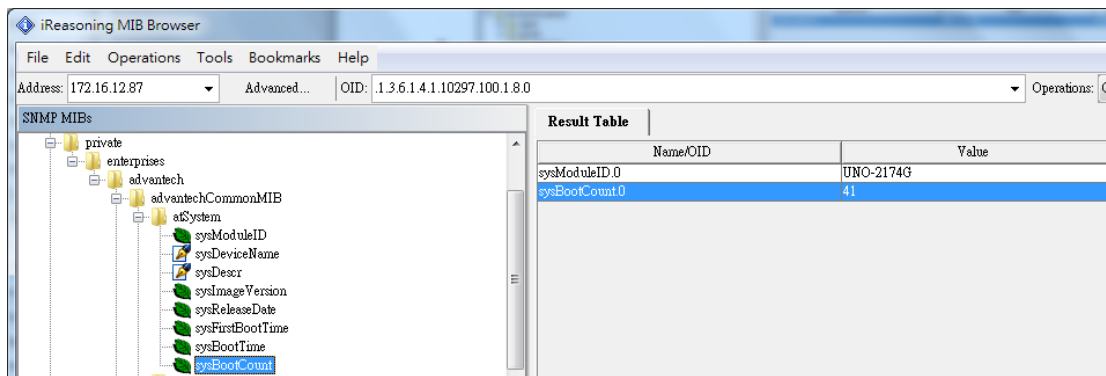 iReasoning MIB Browser
File Edit Operations Tools Bookmarks Help
Address: 172.16.12.87 Advanced... OID: .1.3.6.1.4.1.10297.100.1.8.0 Operations:
SNMP MIBs
private
enterprises
advantech
advantechCommonMIB
atSystem
sysModuleID
sysDeviceName
sysDescr
sysImageVersion
sysReleaseDate
sysFirstBootTime
sysBootTime
sysBootCount
Result Table
Name/OID Value
sysModuleID.0 UNO-2174G
sysBootCount.0 41